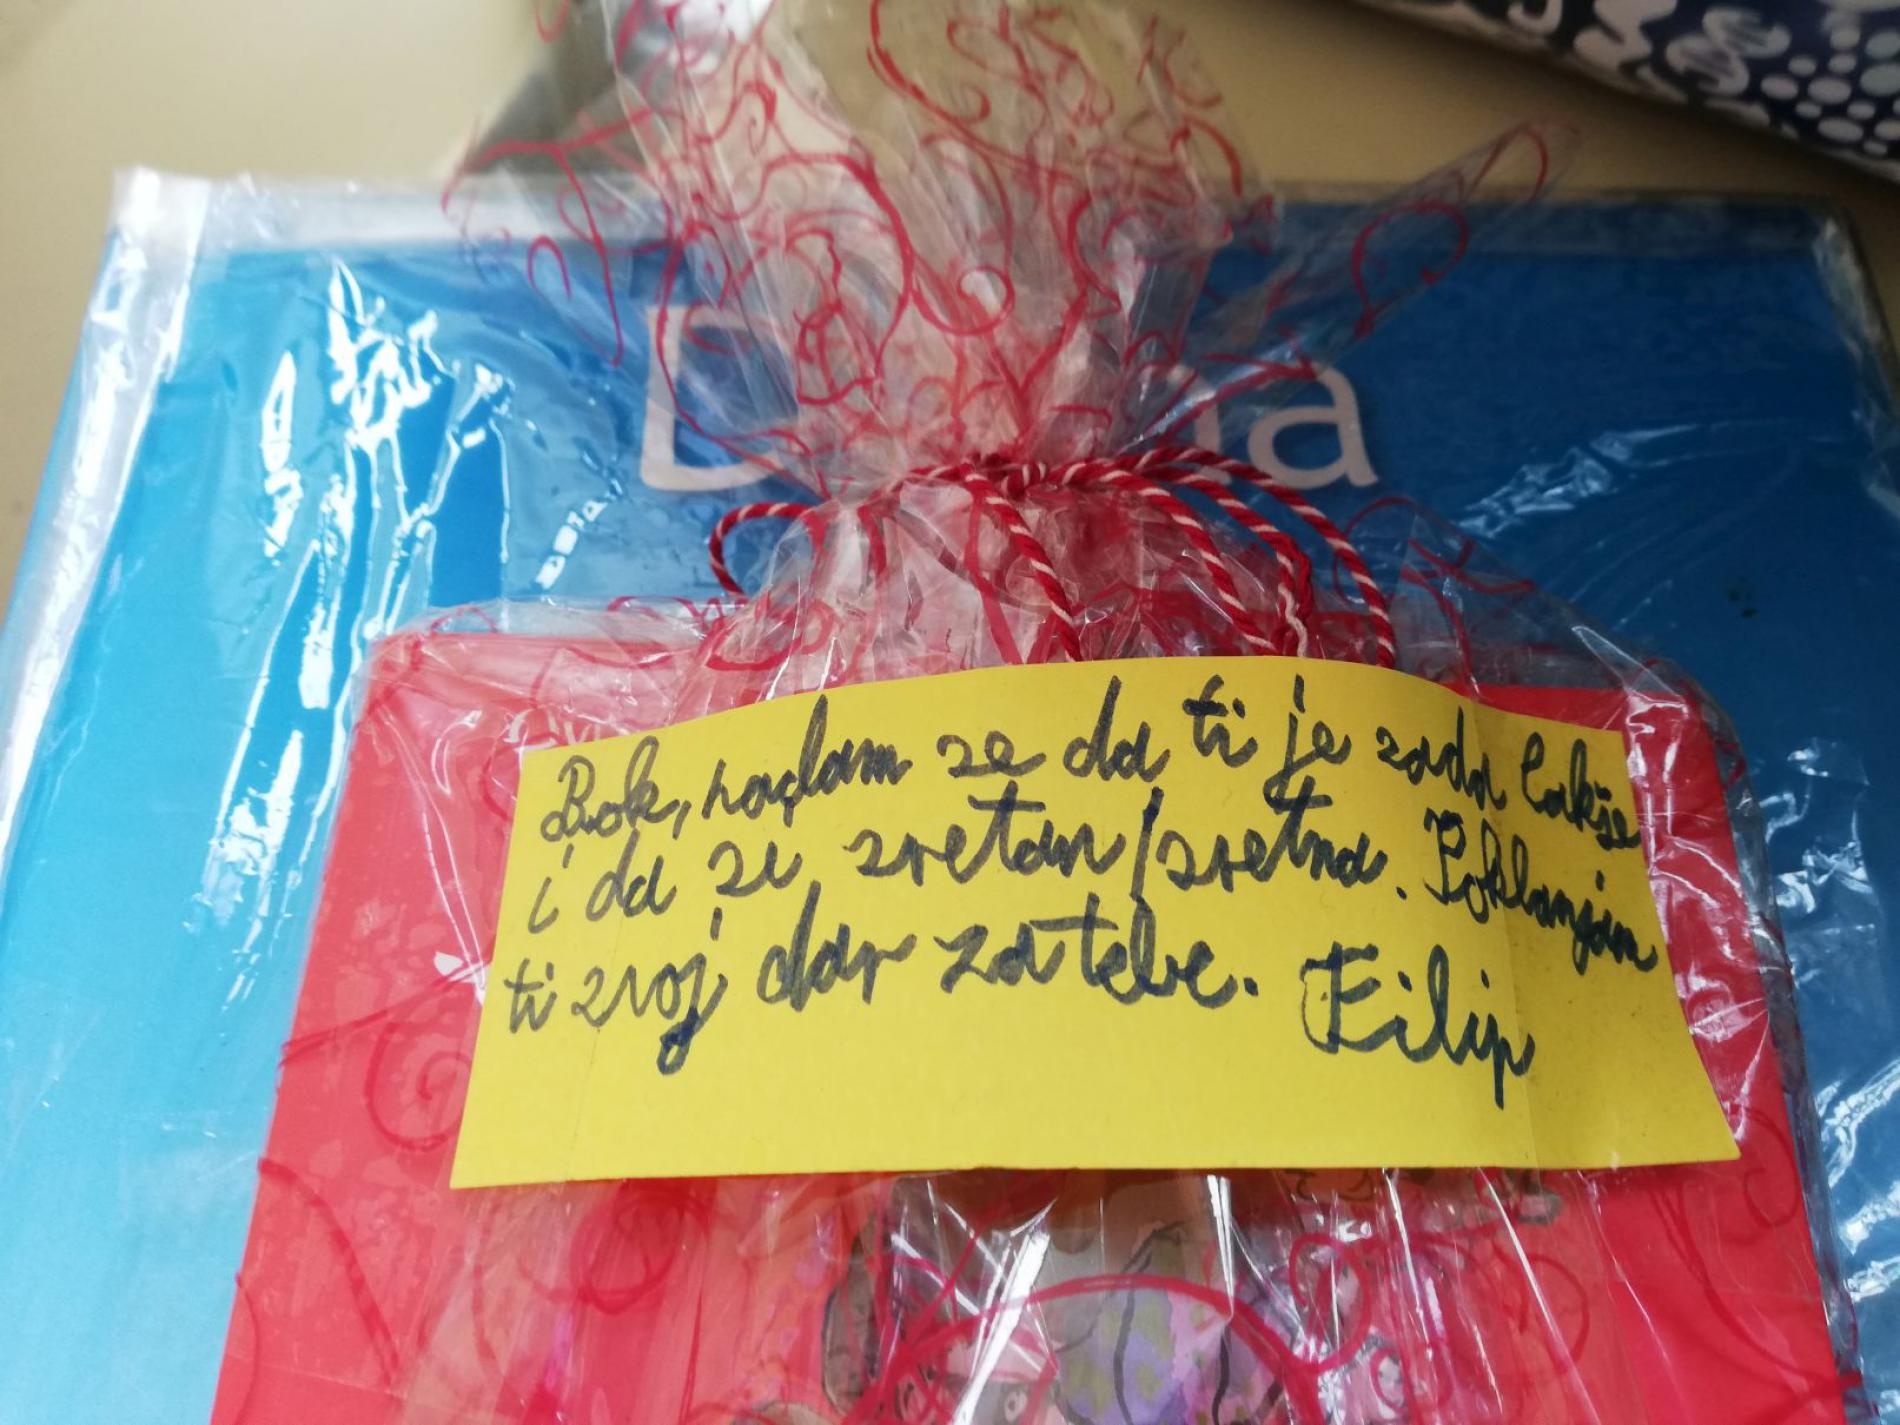 Bok, nadam se da ti je sada lakše
i da si sretan/sretna. Poklanjam
ti svoj dar za tebe. Filip